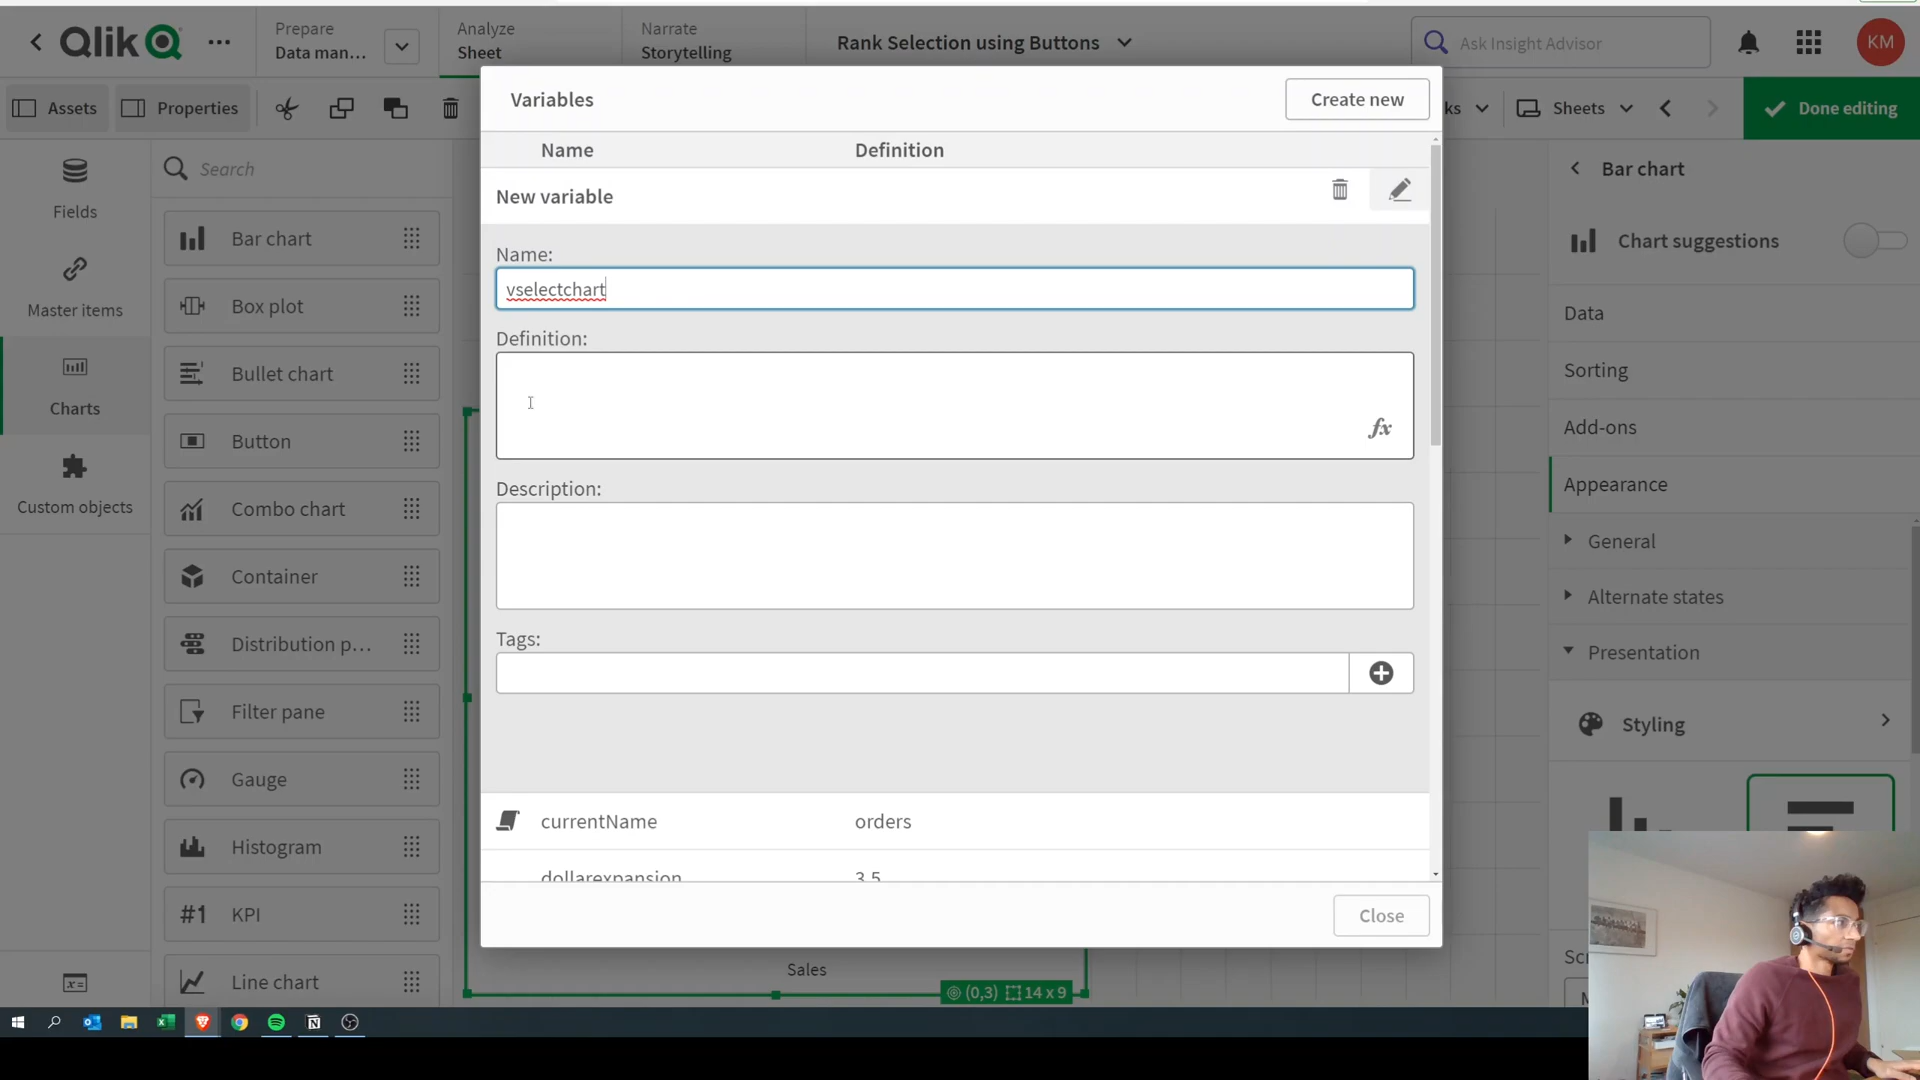 Qlik
Prepare
Data man...
Analyze
Sheet
Narrate
Storytelling
Rank Selection using Buttons
Ask Insight Advisor
KM
Assets
Properties
ks
Sheets
Done editing
Variables
Create new
Name
Definition
New variable
Name:
vselectchart
Definition:
fx
Description:
Tags:
currentName
orders
dollarexpansion
3.5
Close
Fields
Master items
Charts
Custom objects
Search
Bar chart
Box plot
Bullet chart
Button
Combo chart
Container
Distribution p...
Filter pane
Gauge
Histogram
#1 KPI
Line chart
Sales
(0,3) 14 x 9
Bar chart
Chart suggestions
Data
Sorting
Add-ons
Appearance
General
Alternate states
Presentation
Styling